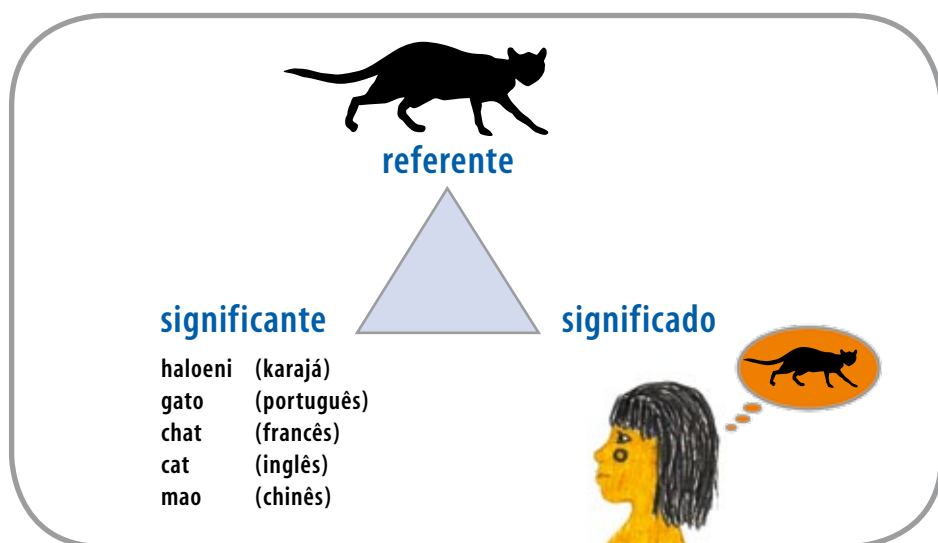 referente
significante
significado
haloeni (karajá)
gato (português)
chat (francês)
cat (inglês)
mao (chinês)